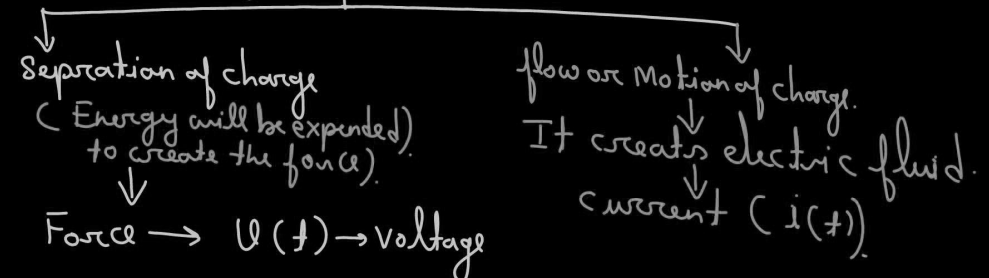 Sepration of charge
( Energy will be expended)
to create the force).
Force → v(t) → voltage
flow or Motion of charge.
It creats electric fluid.
current (i(t)).